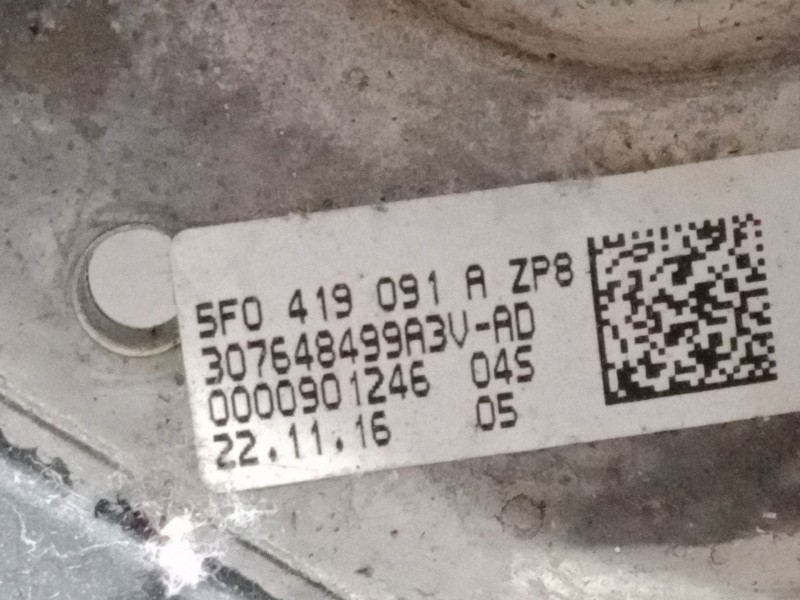 5F0 419 091 A ZP8
307648499A3V-AD
0000901246 04S
22.11.16 05